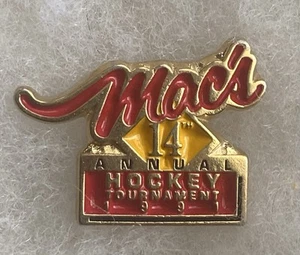 Mac's
14TH
ANNUAL
HOCKEY
TOURNAMENT
1991